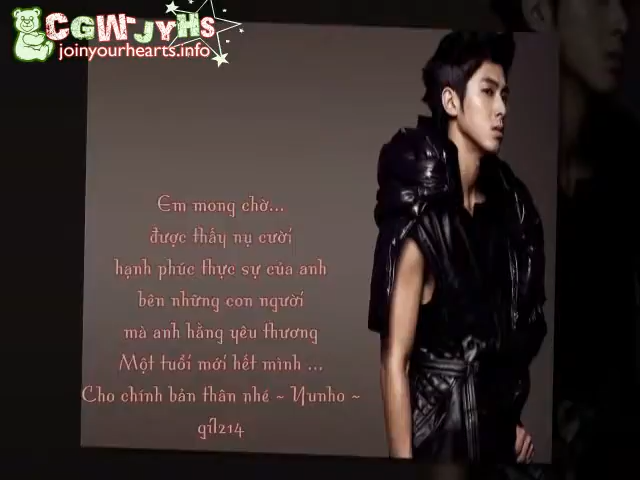 CGW-JYHs
joinyourhearts.info
Em mong chờ...
được thấy nụ cười
hạnh phúc thực sự của anh
bên những con người
mà anh hằng yêu thương
Một tuổi mới hết mình ...
Cho chính bản thân nhé ~ Yunho ~
gil214